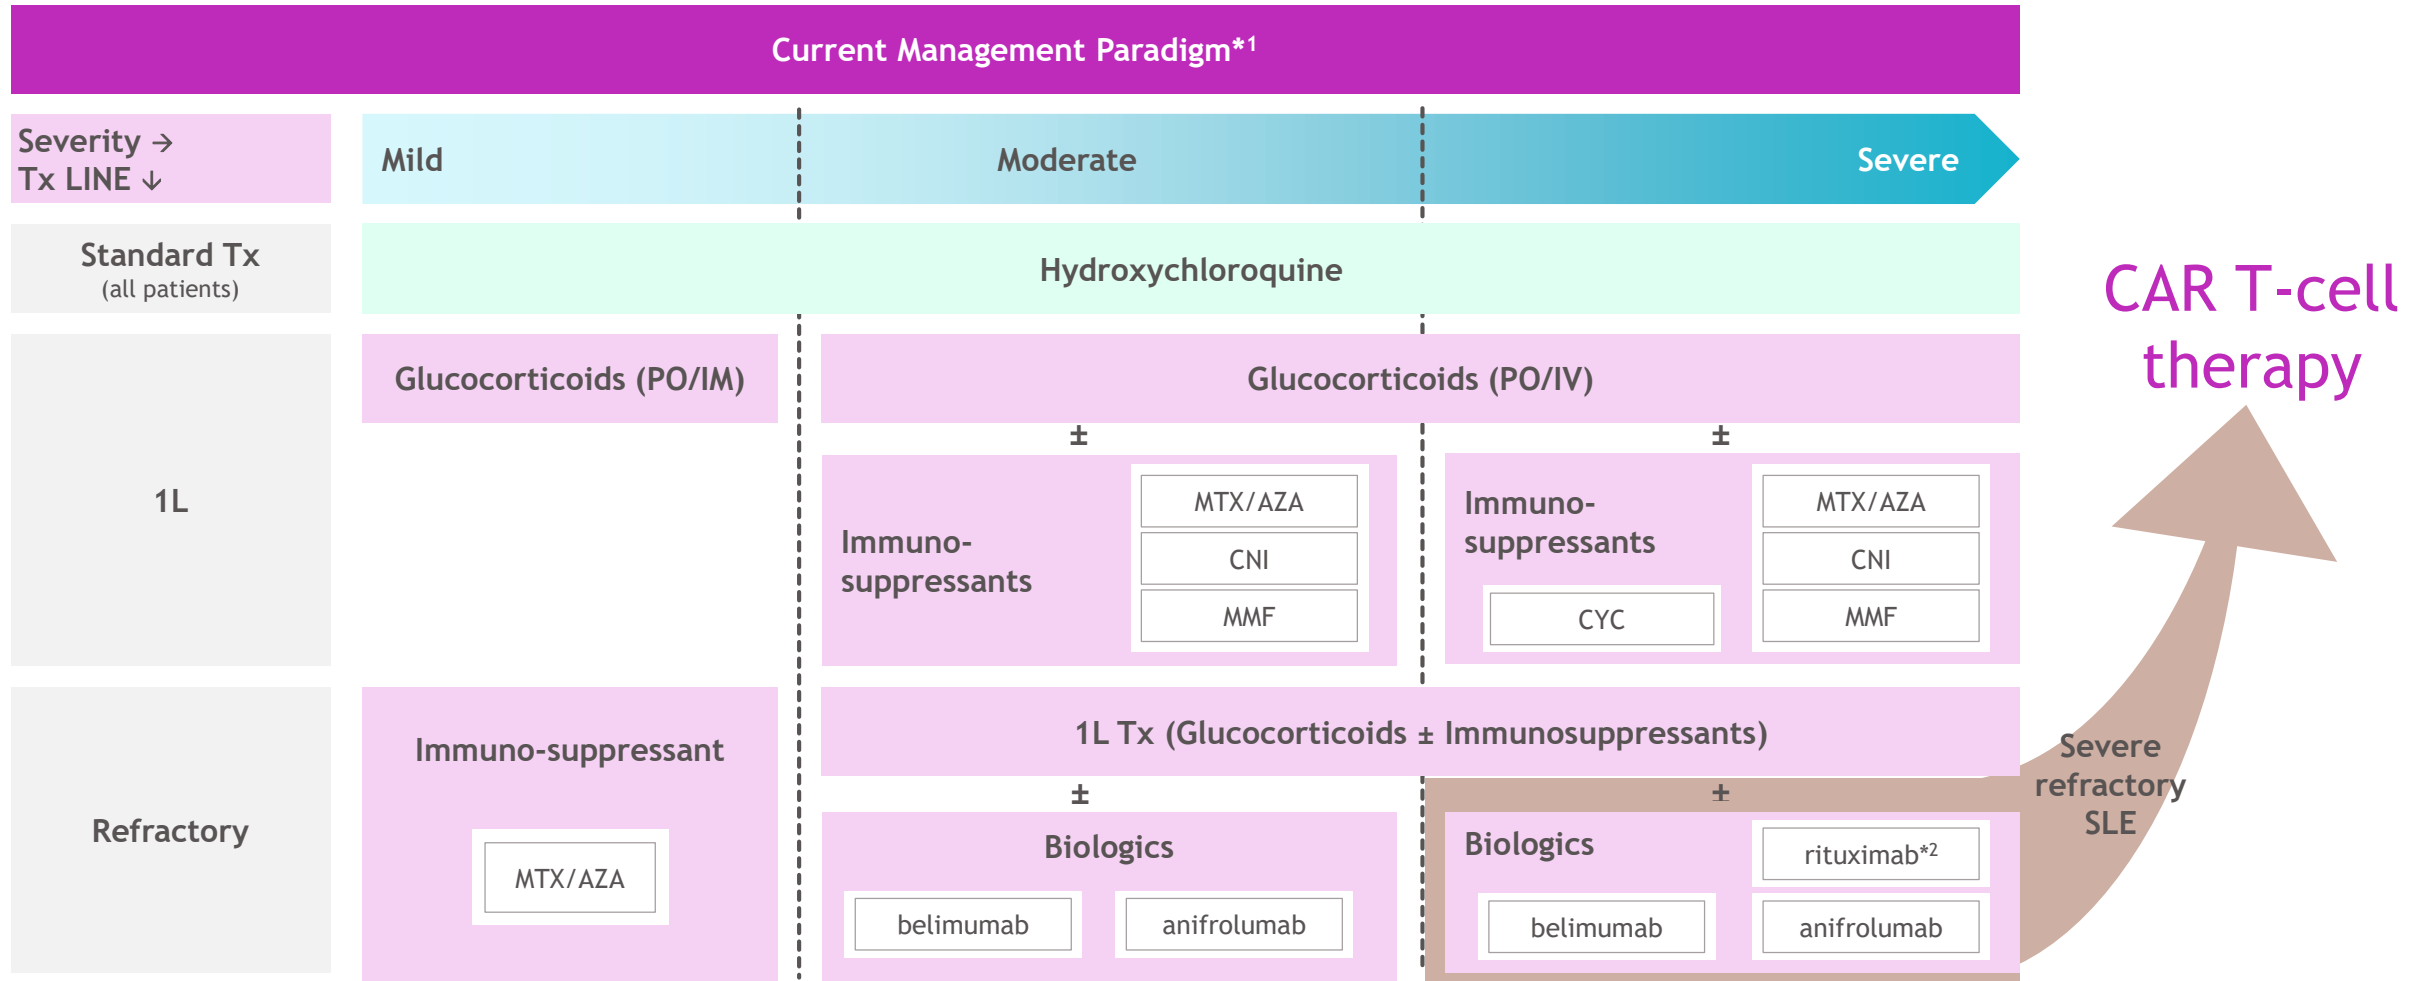 Current Management Paradigm*1
Severity →
Tx LINE ↓
Mild
Moderate
Severe
Standard Tx
(all patients)
Hydroxychloroquine
1L
Glucocorticoids (PO/IM)
Glucocorticoids (PO/IV)
±
±
Immuno-
suppressants
MTX/AZA
CNI
MMF
Immuno-
suppressants
CYC
MTX/AZA
CNI
MMF
Refractory
Immuno-suppressant
MTX/AZA
1L Tx (Glucocorticoids ± Immunosuppressants)
±
±
Biologics
belimumab
anifrolumab
Biologics
rituximab*2
belimumab
anifrolumab
Severe
refractory
SLE
CAR T-cell
therapy